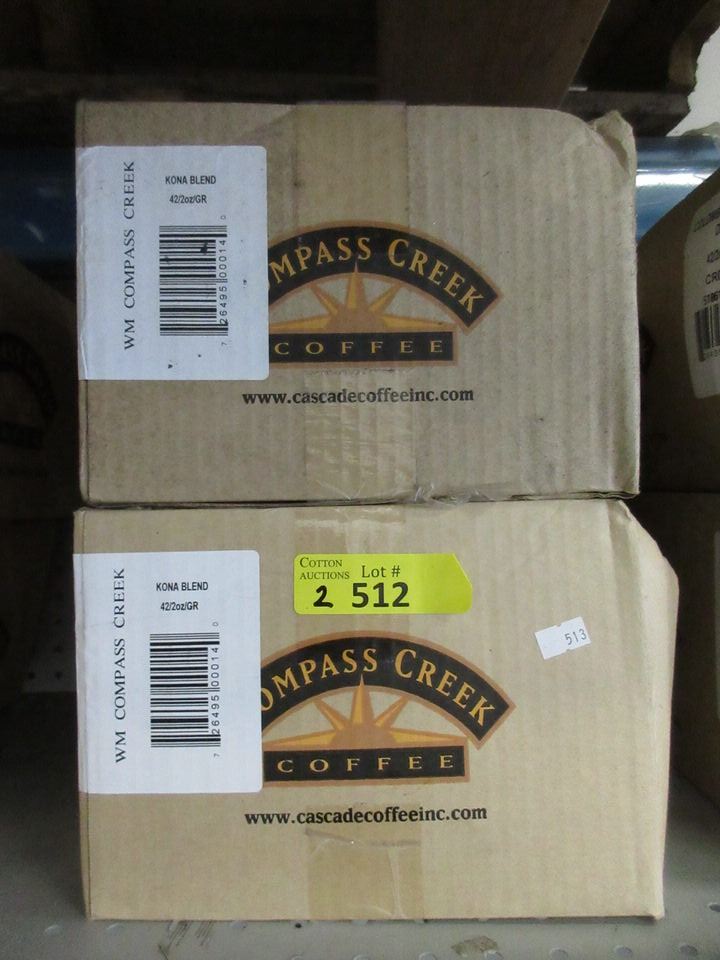 WM COMPASS CREEK
KONA BLEND
42/2oz/GR
7 26495 00014 0
MPASS CREEK
COFFEE
www.cascadecoffeeinc.com
WM COMPASS CREEK
KONA BLEND
42/2oz/GR
7 26495 00014 0
COTTON
AUCTIONS Lot #
2 512
513
OMPASS CREEK
COFFEE
www.cascadecoffeeinc.com